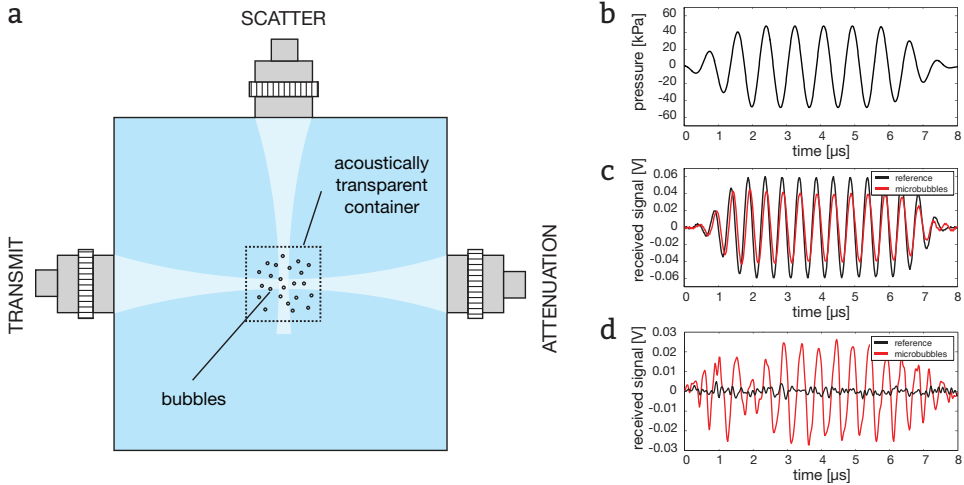 a
SCATTER
acoustically
transparent
container
TRANSMIT
ATTENUATION
bubbles
b
pressure [kPa]
60
40
20
0
-20
-40
-60
0 1 2 3 4 5 6 7 8
time [µs]
c
received signal [V]
0.06
0.04
0.02
0
-0.02
-0.04
-0.06
reference
microbubbles
0 1 2 3 4 5 6 7 8
time [µs]
d
received signal [V]
0.03
0.02
0.01
0
-0.01
-0.02
-0.03
reference
microbubbles
0 1 2 3 4 5 6 7 8
time [µs]